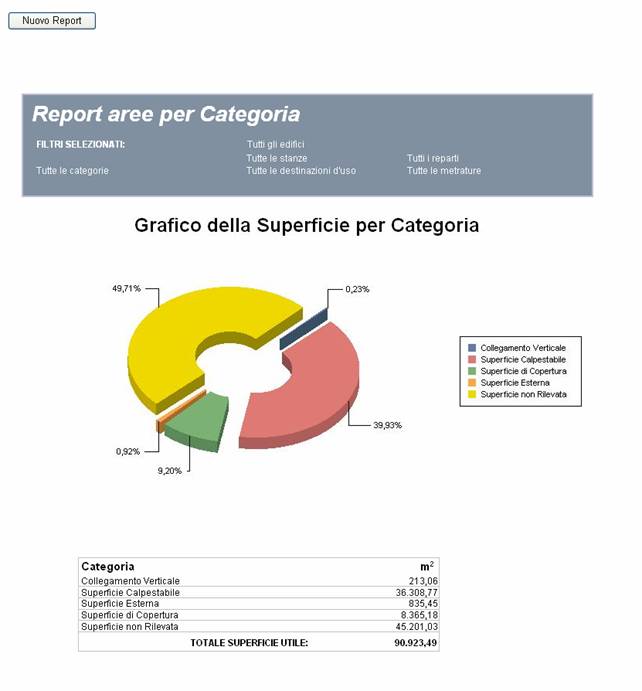 Nuovo Report
Report aree per Categoria
FILTRI SELEZIONATI: Tutti gli edifici
Tutte le stanze Tutti i reparti
Tutte le categorie Tutte le destinazioni d'uso Tutte le metrature
Grafico della Superficie per Categoria
49,71%
0,23%
39,93%
0,92%
9,20%
Collegamento Verticale
Superficie Calpestabile
Superficie di Copertura
Superficie Esterna
Superficie non Rilevata
Categoria m²
Collegamento Verticale 213,06
Superficie Calpestabile 36.308,77
Superficie Esterna 835,45
Superficie di Copertura 8.365,18
Superficie non Rilevata 45.201,03
TOTALE SUPERFICIE UTILE: 90.923,49